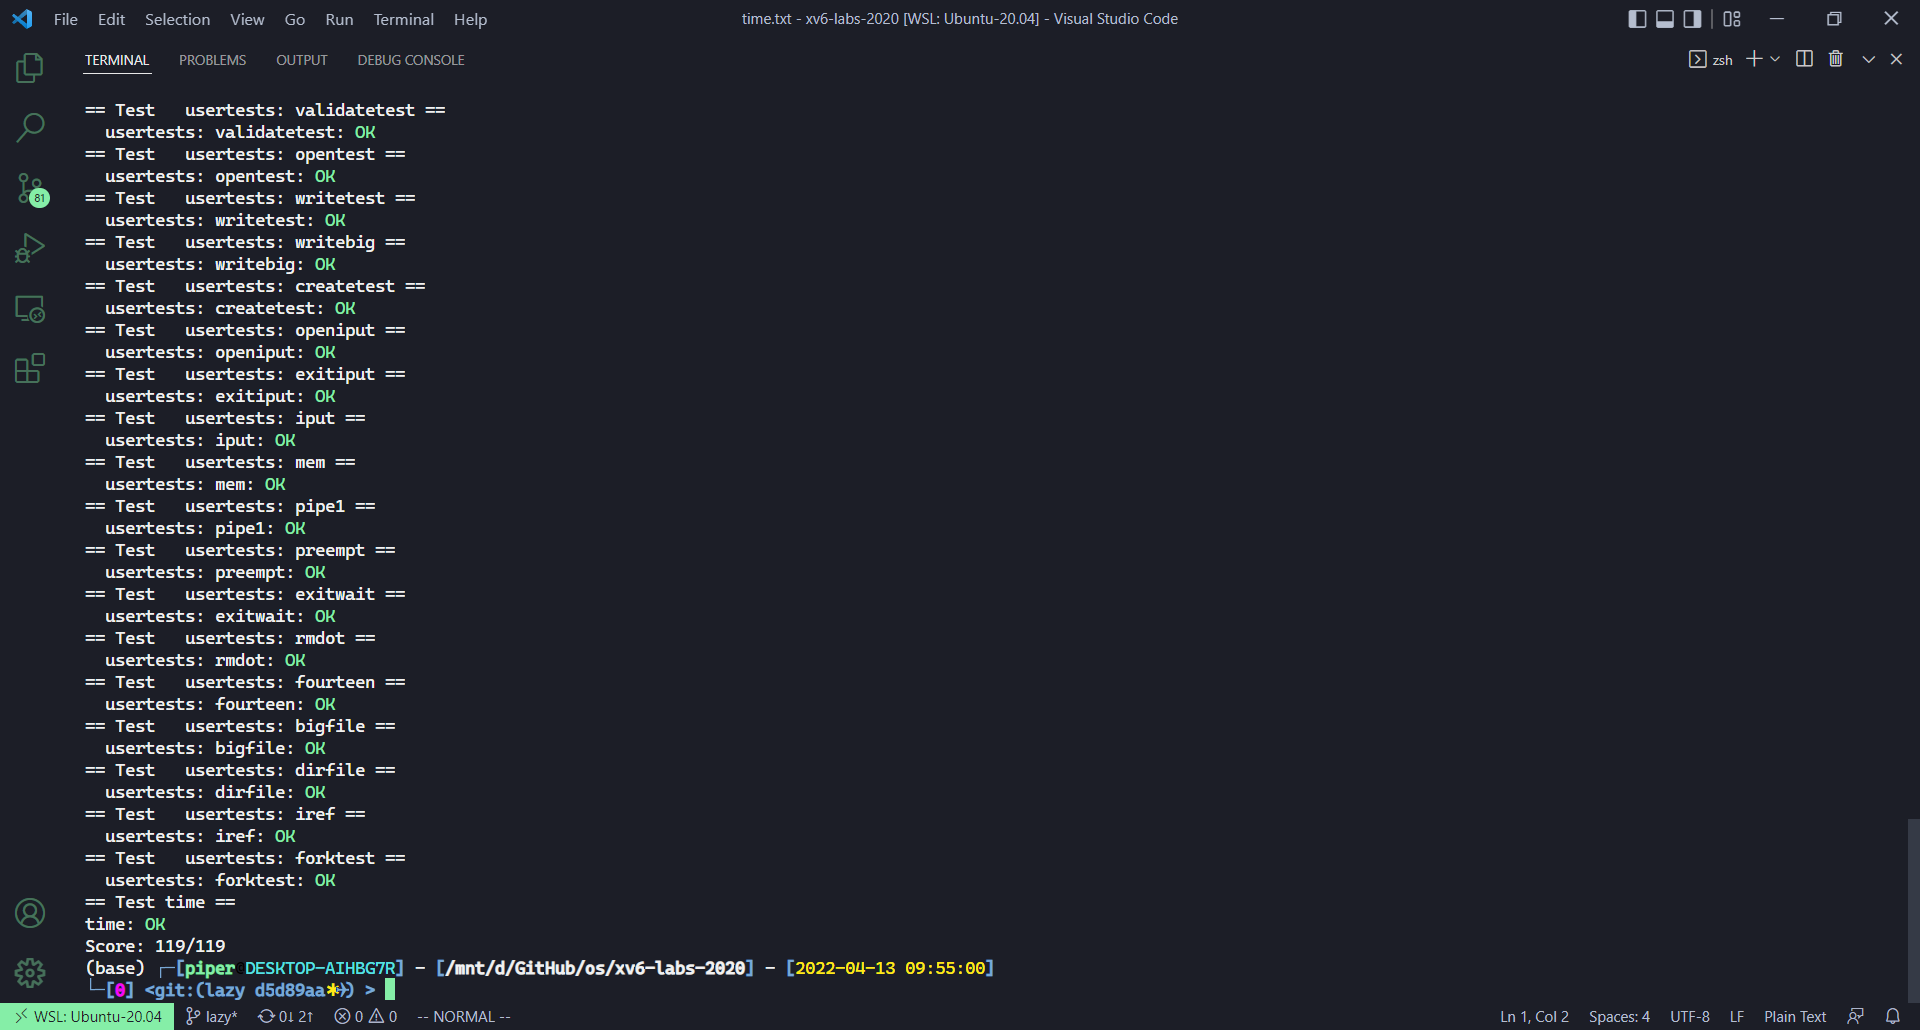 File Edit Selection View Go Run Terminal Help time.txt - xv6-labs-2020 [WSL: Ubuntu-20.04] - Visual Studio Code
TERMINAL PROBLEMS OUTPUT DEBUG CONSOLE zsh
81
== Test   usertests: validatetest ==
  usertests: validatetest: OK
== Test   usertests: opentest ==
  usertests: opentest: OK
== Test   usertests: writetest ==
  usertests: writetest: OK
== Test   usertests: writebig ==
  usertests: writebig: OK
== Test   usertests: createtest ==
  usertests: createtest: OK
== Test   usertests: openiput ==
  usertests: openiput: OK
== Test   usertests: exitiput ==
  usertests: exitiput: OK
== Test   usertests: iput ==
  usertests: iput: OK
== Test   usertests: mem ==
  usertests: mem: OK
== Test   usertests: pipe1 ==
  usertests: pipe1: OK
== Test   usertests: preempt ==
  usertests: preempt: OK
== Test   usertests: exitwait ==
  usertests: exitwait: OK
== Test   usertests: rmdot ==
  usertests: rmdot: OK
== Test   usertests: fourteen ==
  usertests: fourteen: OK
== Test   usertests: bigfile ==
  usertests: bigfile: OK
== Test   usertests: dirfile ==
  usertests: dirfile: OK
== Test   usertests: iref ==
  usertests: iref: OK
== Test   usertests: forktest ==
  usertests: forktest: OK
== Test time ==
time: OK
Score: 119/119
(base) ┌─[piper@DESKTOP-AIHBG7R] - [/mnt/d/GitHub/os/xv6-labs-2020] - [2022-04-13 09:55:00]
└─[0] <git:(lazy d5d89aa✱✈) >
WSL: Ubuntu-20.04 lazy* 0↓ 2↑ 0 0 -- NORMAL -- Ln 1, Col 2 Spaces: 4 UTF-8 LF Plain Text